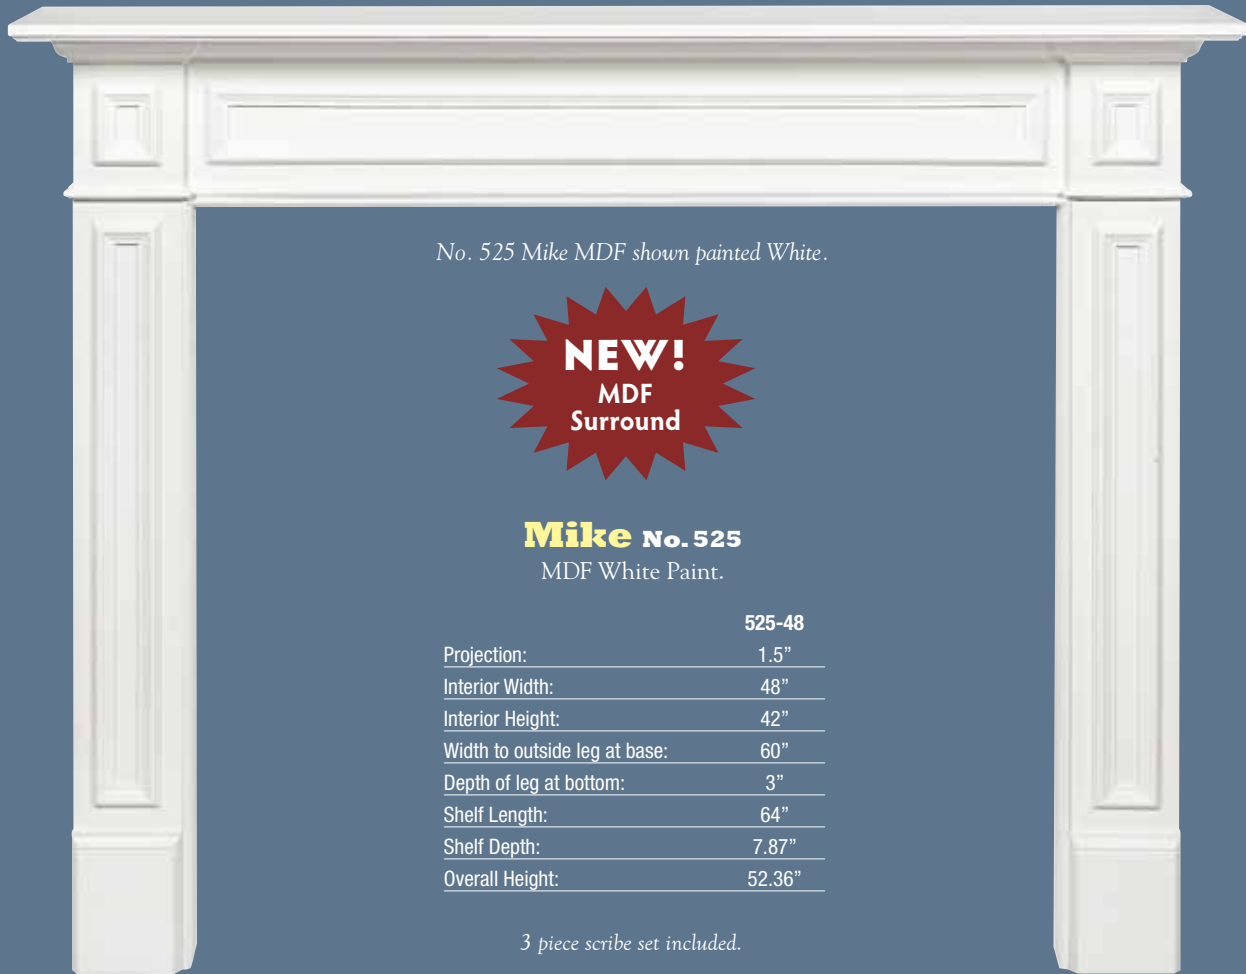 No. 525 Mike MDF shown painted White.
NEW!
MDF
Surround
Mike No. 525
MDF White Paint.
525-48
Projection: 1.5”
Interior Width: 48”
Interior Height: 42”
Width to outside leg at base: 60”
Depth of leg at bottom: 3”
Shelf Length: 64”
Shelf Depth: 7.87”
Overall Height: 52.36”
3 piece scribe set included.